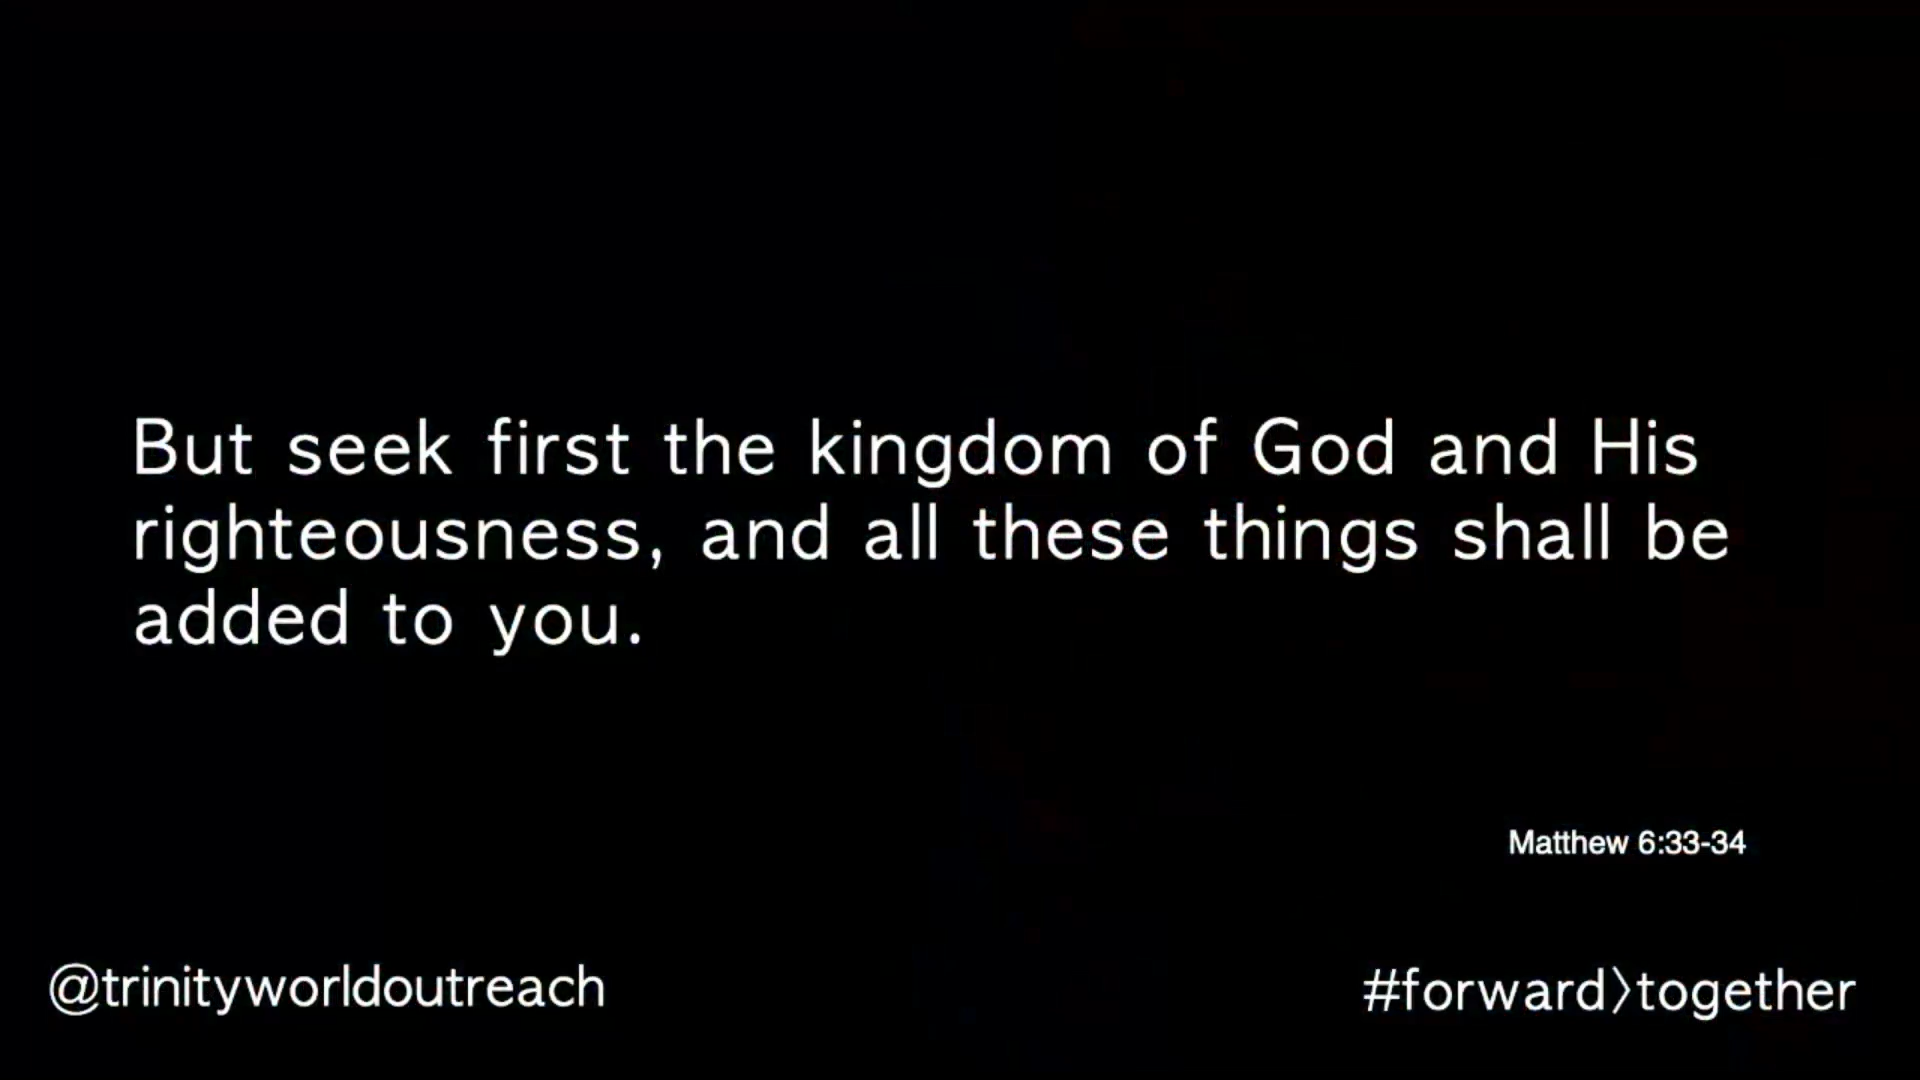 But seek first the kingdom of God and His
righteousness, and all these things shall be
added to you.
Matthew 6:33-34
@trinityworldoutreach
#forward〉together